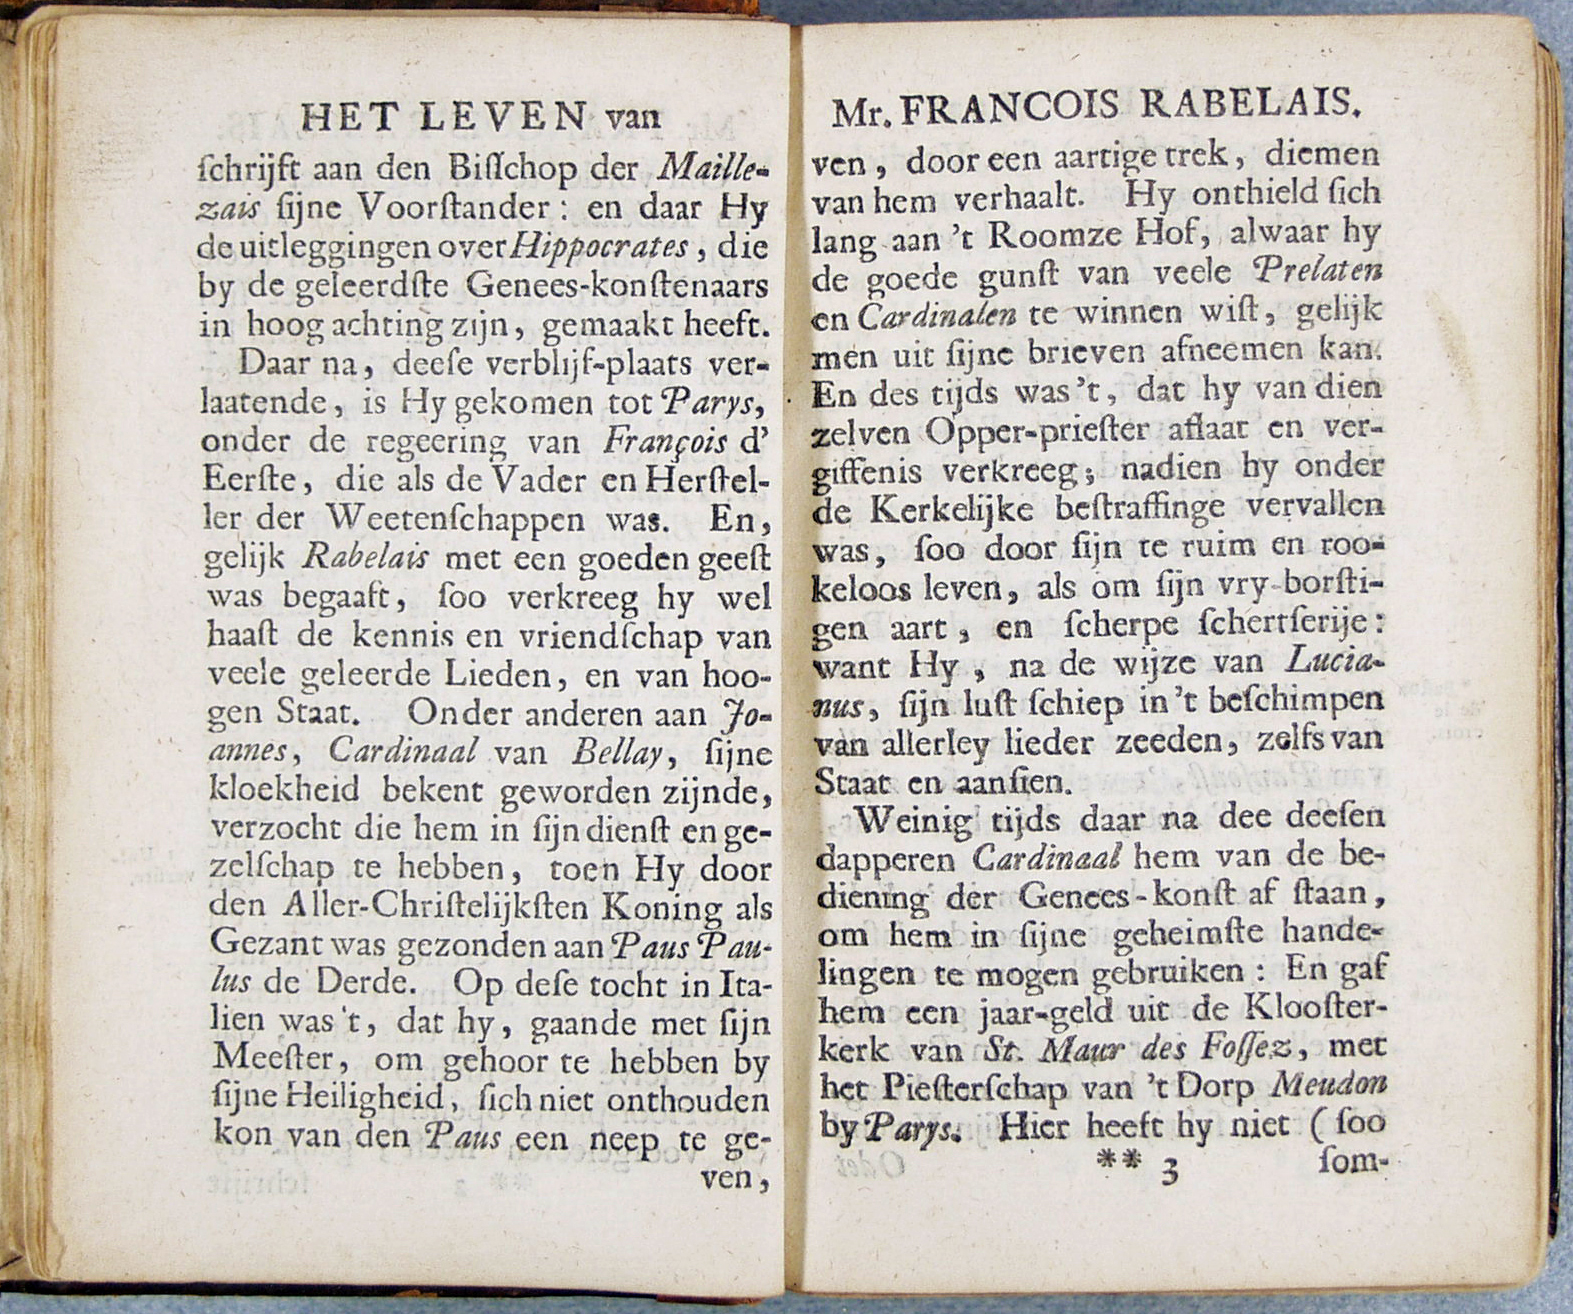 HET LEVEN van
ſchrijft aan den Biſſchop der Maille-
zais ſijne Voorſtander: en daar Hy
de uitleggingen over Hippocrates, die
by de geleerdſte Genees-konſtenaars
in hoog achting zijn, gemaakt heeft.
Daar na, deeſe verblijf-plaats ver-
laatende, is Hy gekomen tot Parys,
onder de regeering van François d'
Eerſte, die als de Vader en Herſtel-
ler der Weetenſchappen was. En,
gelijk Rabelais met een goeden geeſt
was begaaft, ſoo verkreeg hy wel
haaſt de kennis en vriendſchap van
veele geleerde Lieden, en van hoo-
gen Staat. Onder anderen aan Jo-
annes, Cardinaal van Bellay, ſijne
kloekheid bekent geworden zijnde,
verzocht die hem in ſijn dienſt en ge-
zelſchap te hebben, toen Hy door
den Aller-Chriſtelijkſten Koning als
Gezant was gezonden aan Paus Pau-
lus de Derde. Op deſe tocht in Ita-
lien was 't, dat hy, gaande met ſijn
Meeſter, om gehoor te hebben by
ſijne Heiligheid, ſich niet onthouden
kon van den Paus een neep te ge-
ven,
Mr. FRANCOIS RABELAIS.
ven, door een aartige trek, diemen
van hem verhaalt. Hy onthield ſich
lang aan 't Roomze Hof, alwaar hy
de goede gunſt van veele Prelaten
en Cardinalen te winnen wiſt, gelijk
men uit ſijne brieven afneemen kan.
En des tijds was 't, dat hy van dien
zelven Opper-prieſter aflaat en ver-
giffenis verkreeg; nadien hy onder
de Kerkelijke beſtraffinge vervallen
was, ſoo door ſijn te ruim en roo-
keloos leven, als om ſijn vry-borſti-
gen aart, en ſcherpe ſchertſerije:
want Hy, na de wijze van Lucia-
nus, ſijn luſt ſchiep in 't beſchimpen
van allerley lieder zeeden, zelfs van
Staat en aanſien.
Weinig tijds daar na dee deeſen
dapperen Cardinaal hem van de be-
diening der Genees-konſt af ſtaan,
om hem in ſijne geheimſte hande-
lingen te mogen gebruiken: En gaf
hem een jaar-geld uit de Klooſter-
kerk van St. Maur des Foſſez, met
het Pieſterſchap van 't Dorp Meudon
by Parys. Hier heeft hy niet (ſoo
** 3 ſom-